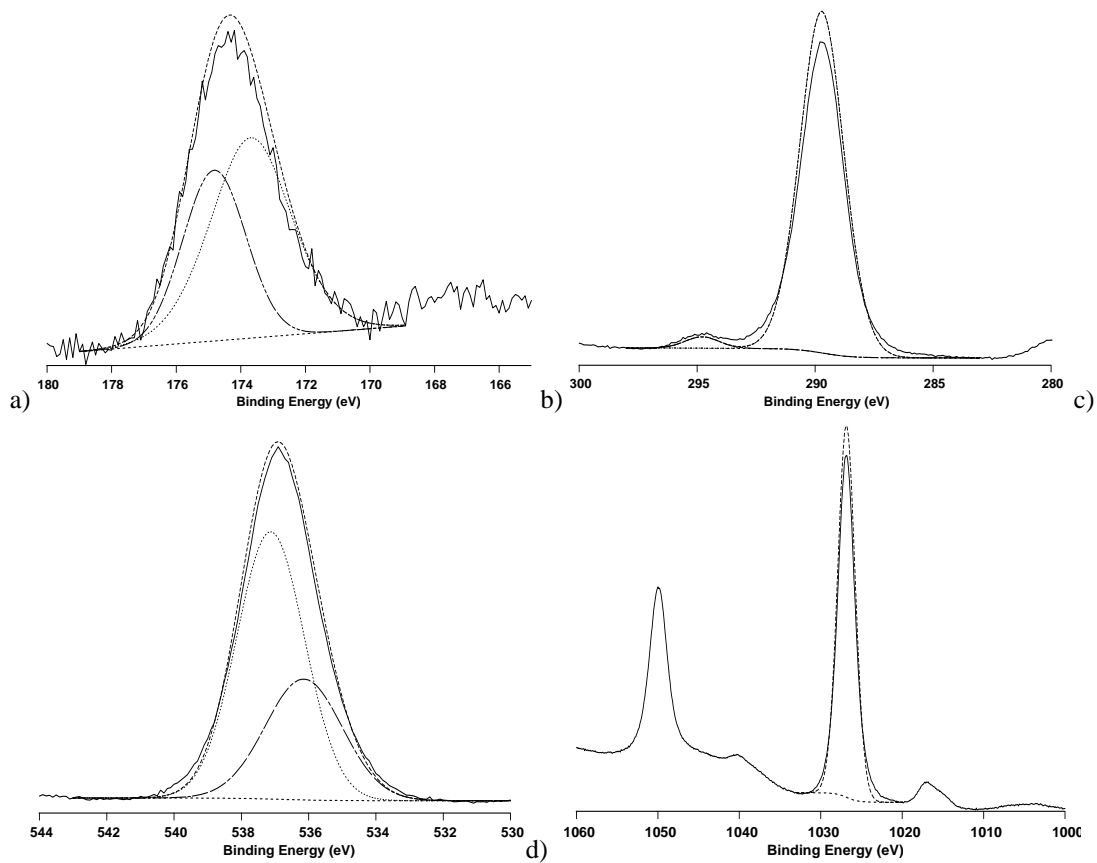 180 178 176 174 172 170 168 166
Binding Energy (eV)
a)
300 295 290 285 280
Binding Energy (eV)
b)
c)
544 542 540 538 536 534 532 530
Binding Energy (eV)
d)
1060 1050 1040 1030 1020 1010 1000
Binding Energy (eV)